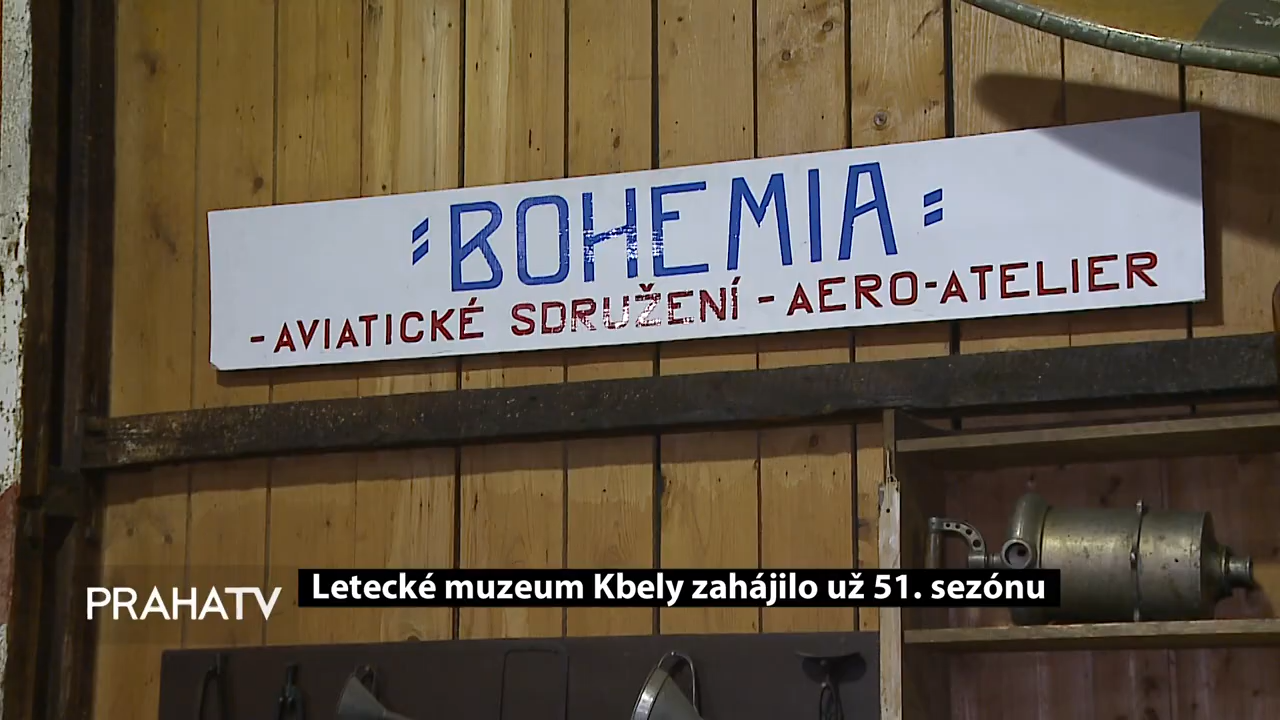 BOHEMIA
-AVIATICKÉ SDRUŽENÍ - AERO-ATELIER
PRAHATV
Letecké muzeum Kbely zahájilo už 51. sezónu